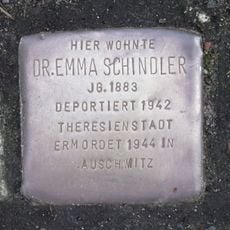 HIER WOHNTE
DR. EMMA SCHINDLER
JG. 1883
DEPORTIERT 1942
THERESIENSTADT
ERMORDET 1944 IN
AUSCHWITZ